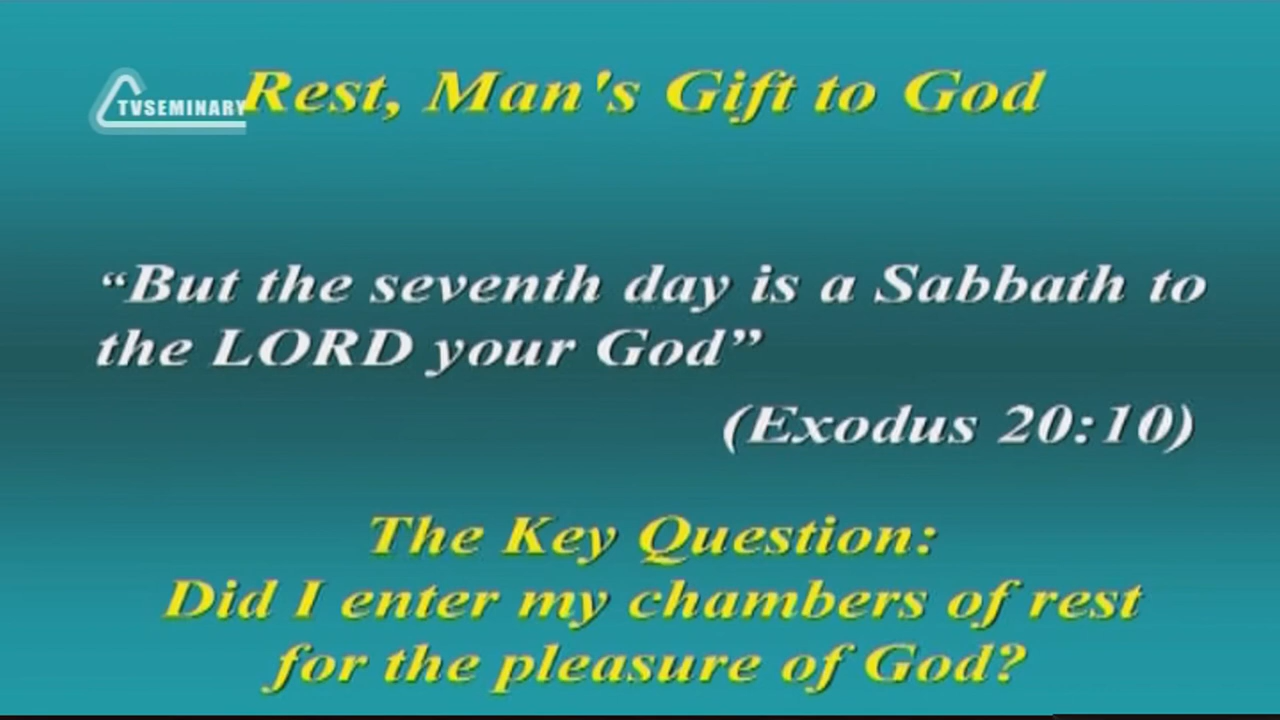 Rest, Man's Gift to God
TVSEMINARY
“But the seventh day is a Sabbath to
the LORD your God”
(Exodus 20:10)
The Key Question:
Did I enter my chambers of rest
for the pleasure of God?